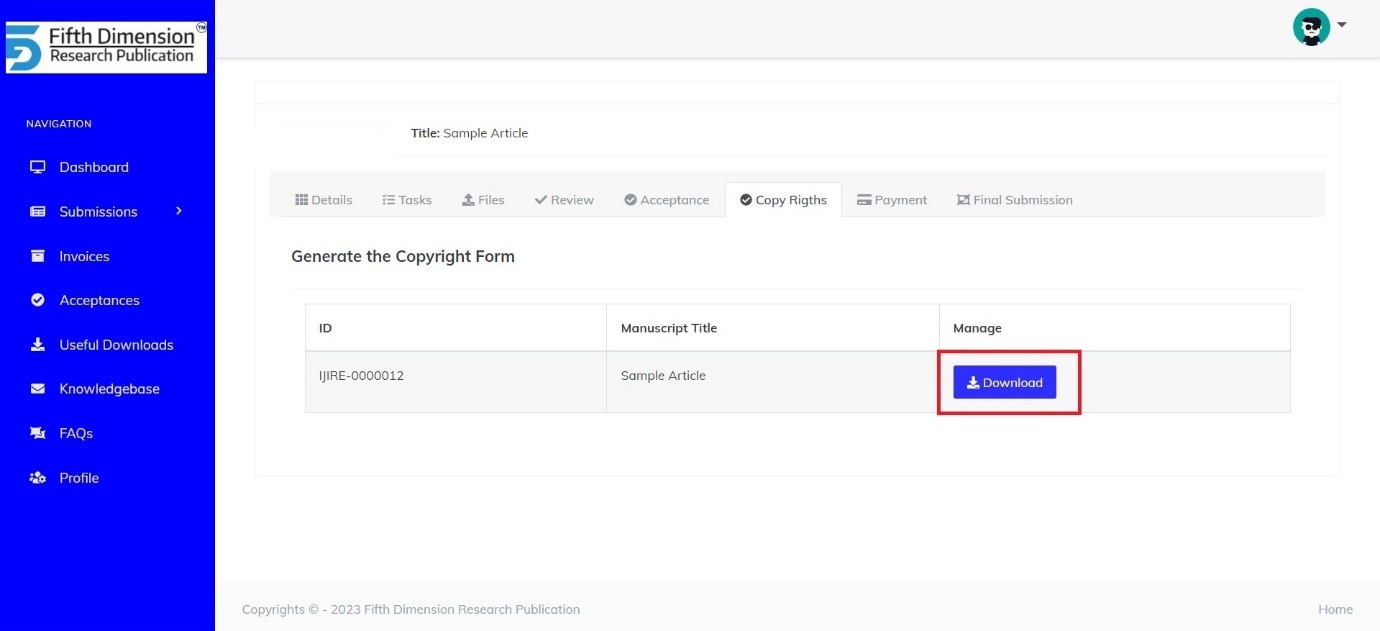 Fifth Dimension TM
Research Publication
NAVIGATION
Dashboard
Submissions
Invoices
Acceptances
Useful Downloads
Knowledgebase
FAQs
Profile
Title: Sample Article
Details Tasks Files Review Acceptance Copy Rigths Payment Final Submission
Generate the Copyright Form
ID Manuscript Title Manage
IJIRE-0000012 Sample Article Download
Copyrights © - 2023 Fifth Dimension Research Publication Home